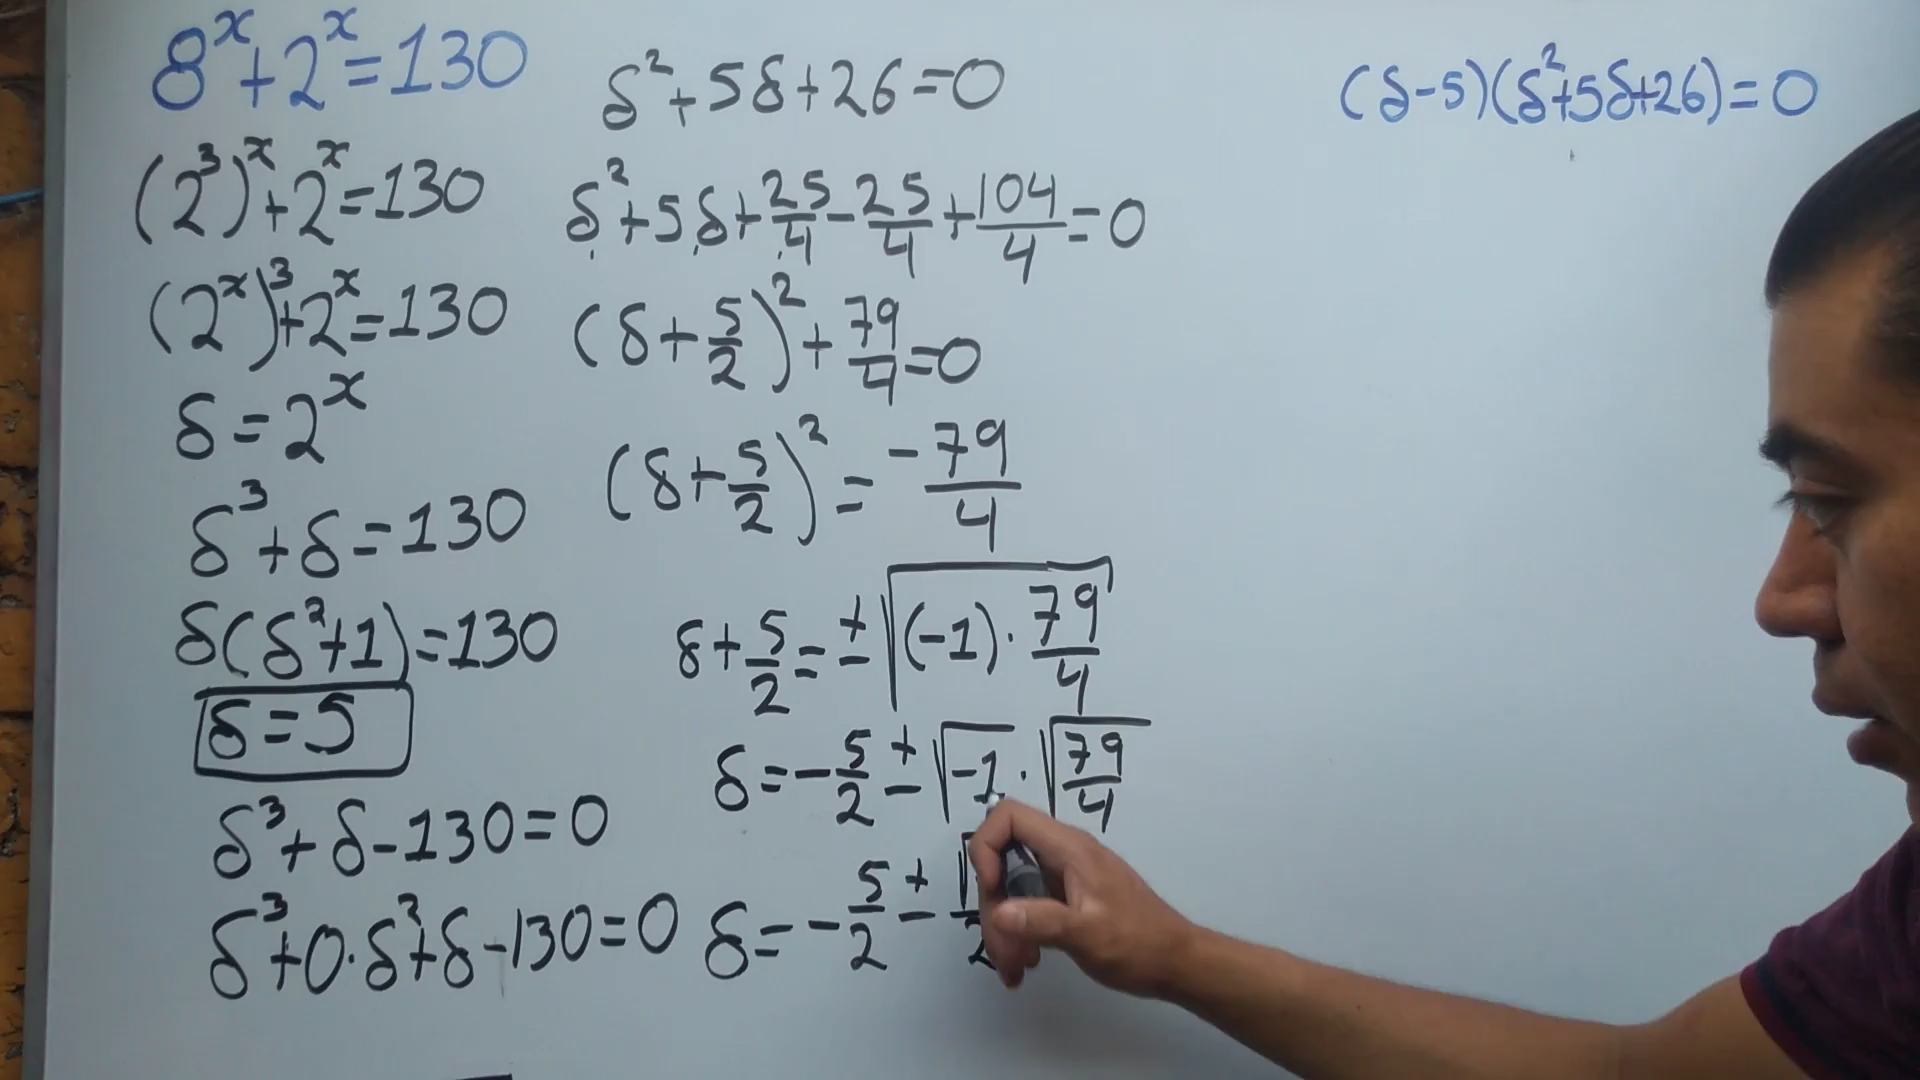 8^x + 2^x = 130
(2^3)^x + 2^x = 130
(2^x)^3 + 2^x = 130
δ = 2^x
δ^3 + δ = 130
δ(δ^2 + 1) = 130
δ = 5
δ^3 + δ - 130 = 0
δ^3 + 0·δ^2 + δ - 130 = 0
δ^2 + 5δ + 26 = 0
δ^2 + 5δ + 25/4 - 25/4 + 104/4 = 0
(δ + 5/2)^2 + 79/4 = 0
(δ + 5/2)^2 = -79/4
δ + 5/2 = ± √((-1)·79/4)
δ = -5/2 ± √-1 · √(79/4)
δ = -5/2 ± √ /2
(δ - 5)(δ^2 + 5δ + 26) = 0